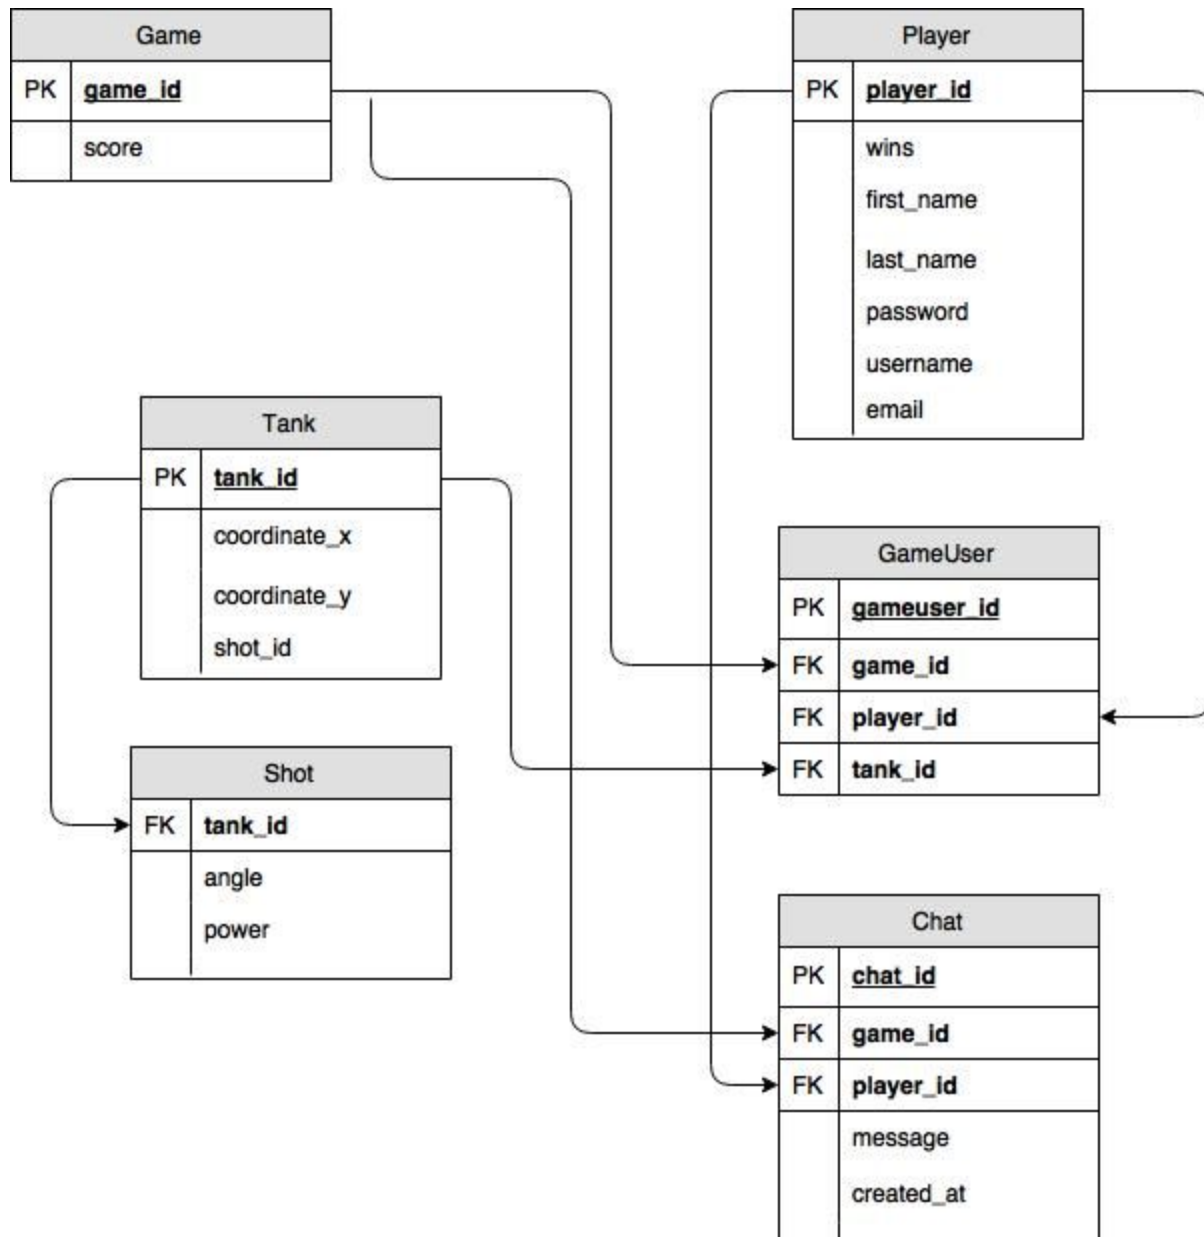 Game
PK game_id
score
Player
PK player_id
wins
first_name
last_name
password
username
email
Tank
PK tank_id
coordinate_x
coordinate_y
shot_id
GameUser
PK gameuser_id
FK game_id
FK player_id
FK tank_id
Shot
FK tank_id
angle
power
Chat
PK chat_id
FK game_id
FK player_id
message
created_at